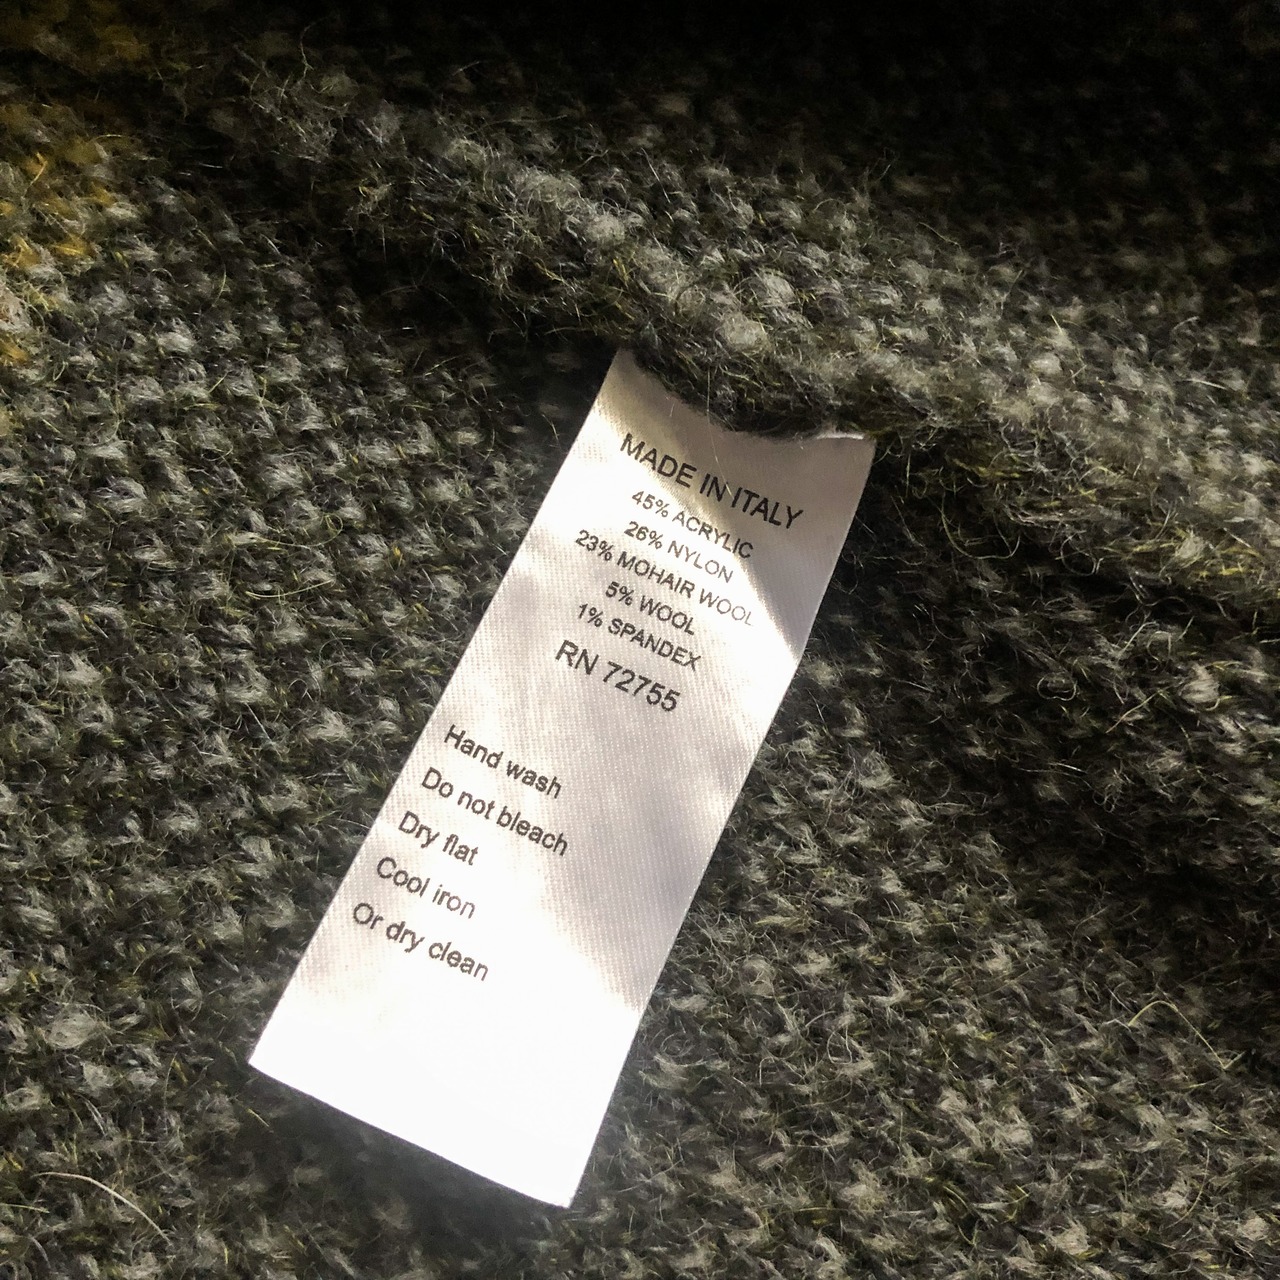 MADE IN ITALY
45% ACRYLIC
26% NYLON
23% MOHAIR WOOL
5% WOOL
1% SPANDEX
RN 72755
Hand wash
Do not bleach
Dry flat
Cool iron
Or dry clean